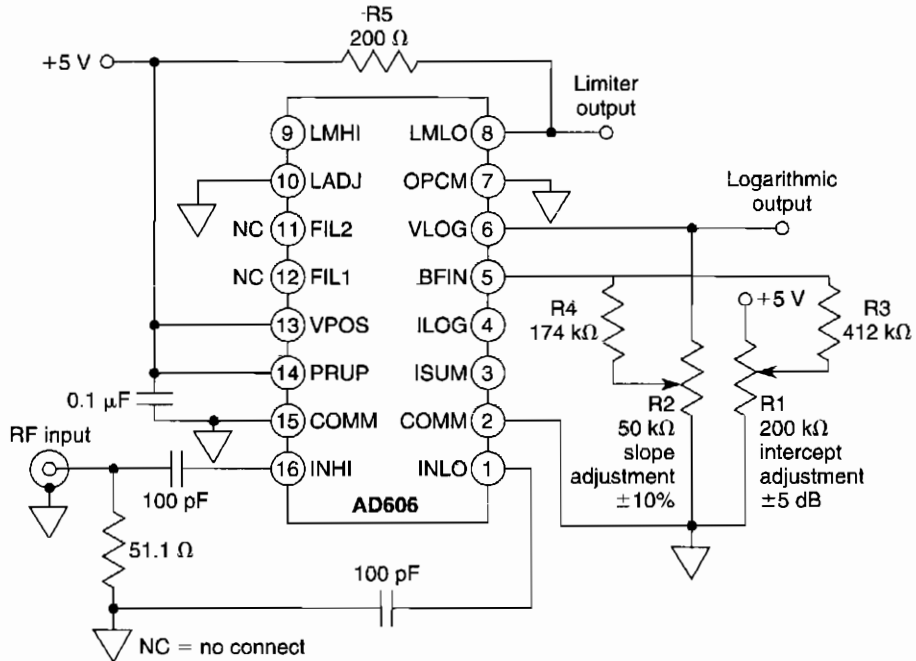 R5
200 Ω
+5 V
Limiter
output
9 LMHI
LMLO 8
10 LADJ
OPCM 7
Logarithmic
output
NC 11 FIL2
VLOG 6
NC 12 FIL1
BFIN 5
+5 V
R4
174 kΩ
R3
412 kΩ
13 VPOS
ILOG 4
14 PRUP
ISUM 3
0.1 µF
15 COMM
COMM 2
R2
50 kΩ
slope
adjustment
±10%
R1
200 kΩ
intercept
adjustment
±5 dB
RF input
16 INHI
INLO 1
100 pF
AD606
51.1 Ω
100 pF
NC = no connect